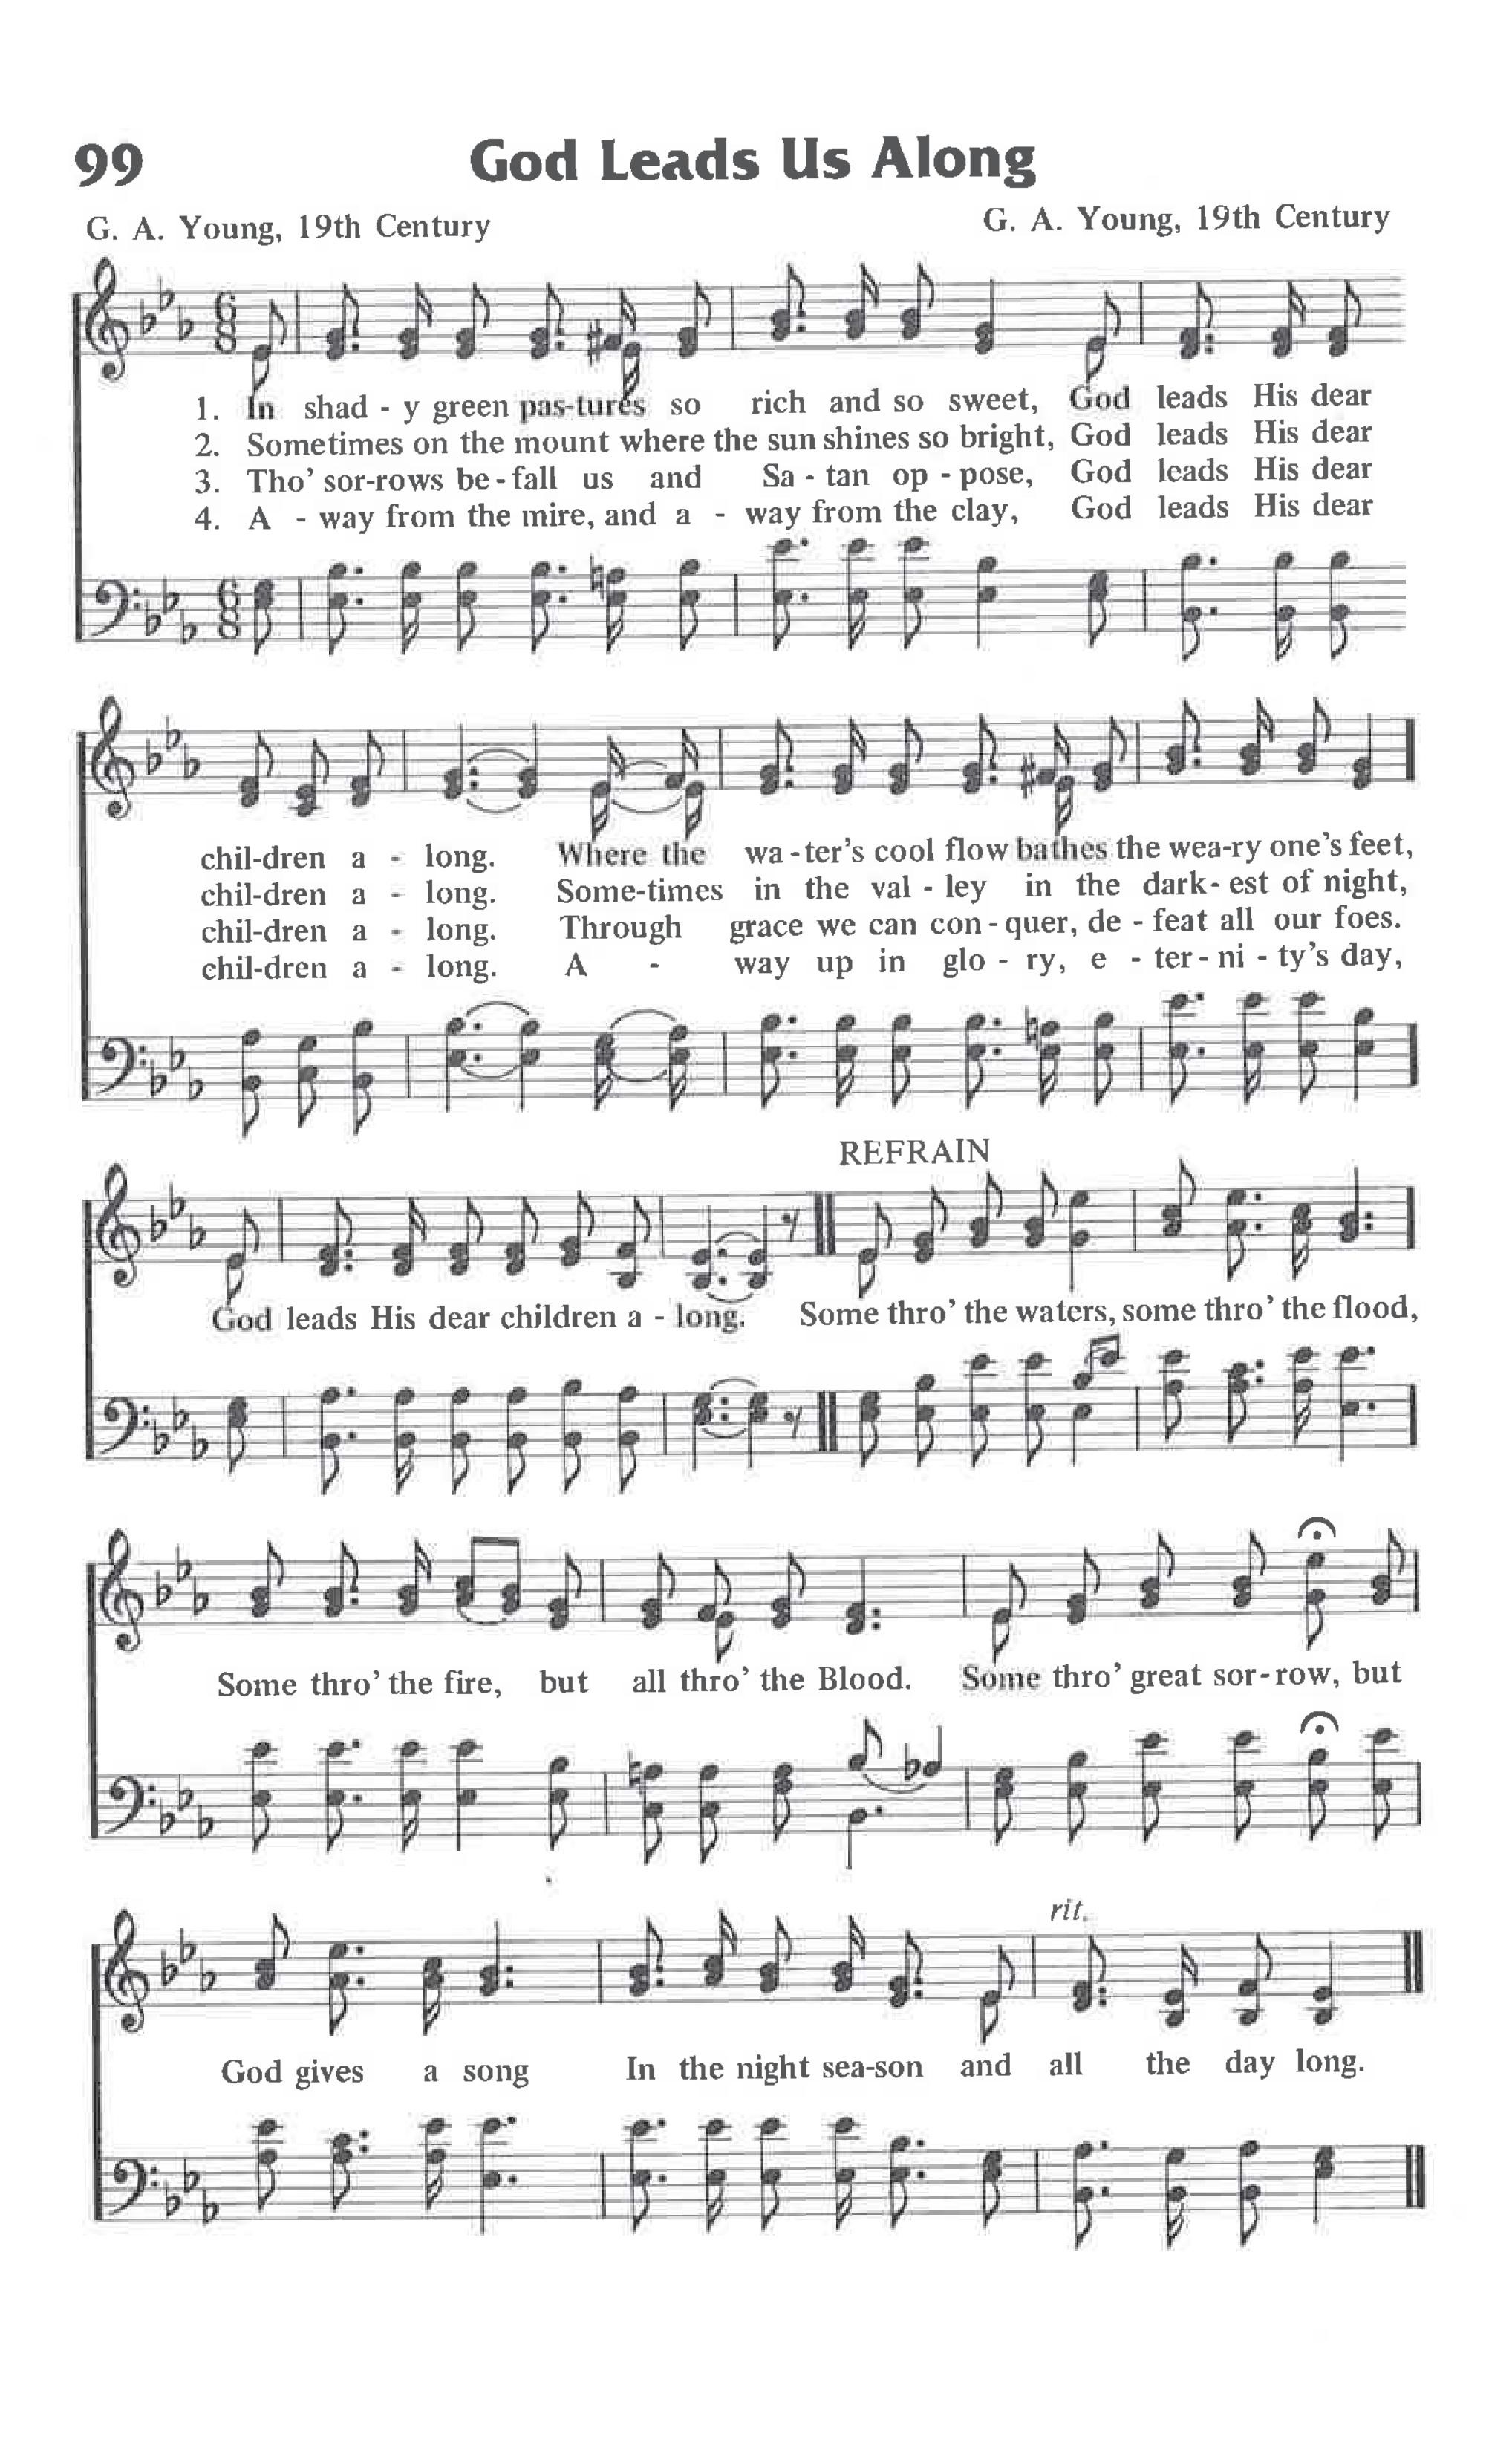 99 God Leads Us Along
G. A. Young, 19th Century G. A. Young, 19th Century
1. In shad - y green pas-tures so rich and so sweet, God leads His dear
2. Sometimes on the mount where the sun shines so bright, God leads His dear
3. Tho' sor-rows be-fall us and Sa - tan op - pose, God leads His dear
4. A - way from the mire, and a - way from the clay, God leads His dear
chil-dren a - long. Where the wa-ter's cool flow bathes the wea-ry one's feet,
chil-dren a - long. Some-times in the val - ley in the dark- est of night,
chil-dren a - long. Through grace we can con-quer, de - feat all our foes.
chil-dren a - long. A - way up in glo - ry, e - ter - ni - ty's day,
REFRAIN
God leads His dear children a - long. Some thro' the waters, some thro' the flood,
Some thro' the fire, but all thro' the Blood. Some thro' great sor-row, but
rit.
God gives a song In the night sea-son and all the day long.